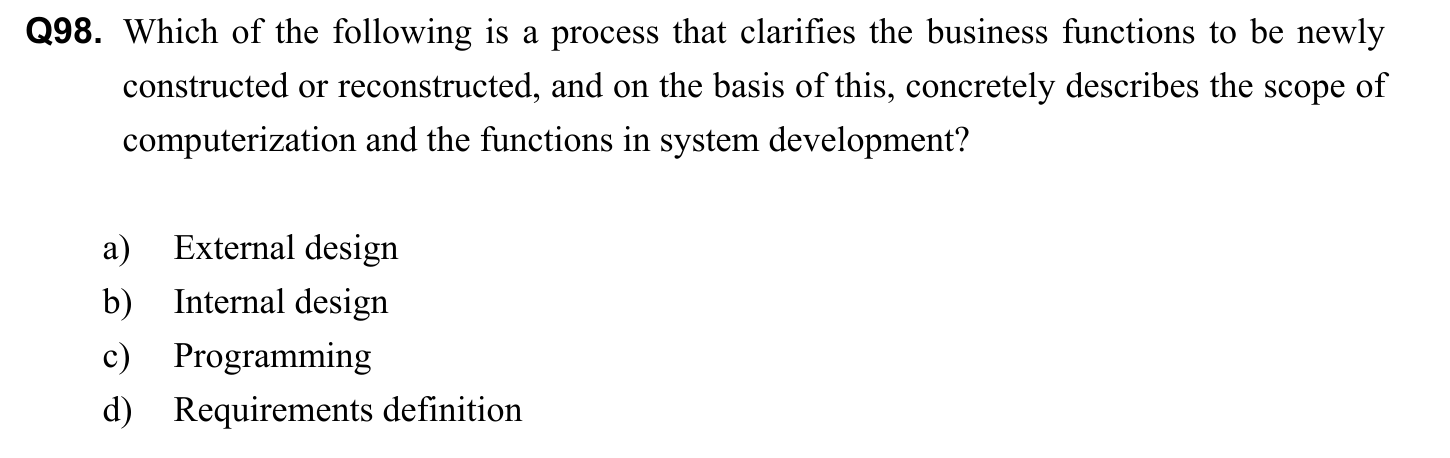 Q98. Which of the following is a process that clarifies the business functions to be newly
constructed or reconstructed, and on the basis of this, concretely describes the scope of
computerization and the functions in system development?
a) External design
b) Internal design
c) Programming
d) Requirements definition